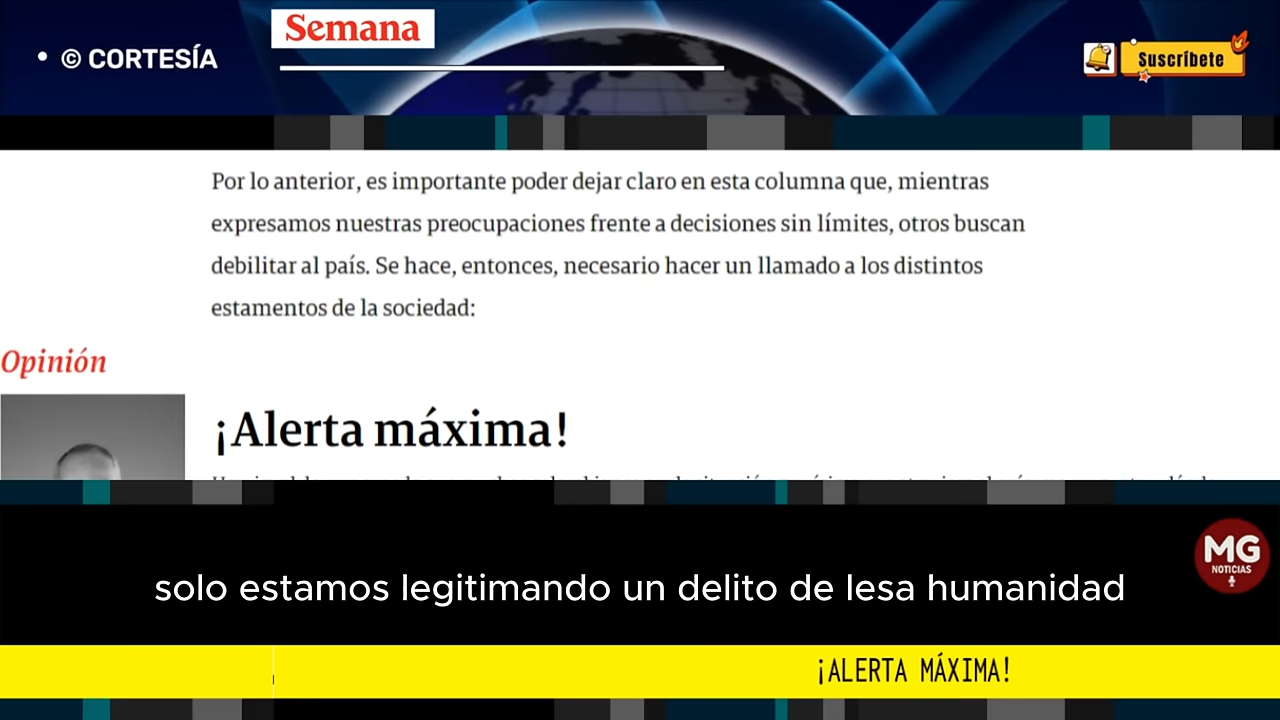 Semana
• © CORTESÍA
Suscríbete
Por lo anterior, es importante poder dejar claro en esta columna que, mientras
expresamos nuestras preocupaciones frente a decisiones sin límites, otros buscan
debilitar al país. Se hace, entonces, necesario hacer un llamado a los distintos
estamentos de la sociedad:
Opinión
¡Alerta máxima!
MG
NOTICIAS
solo estamos legitimando un delito de lesa humanidad
¡ALERTA MÁXIMA!